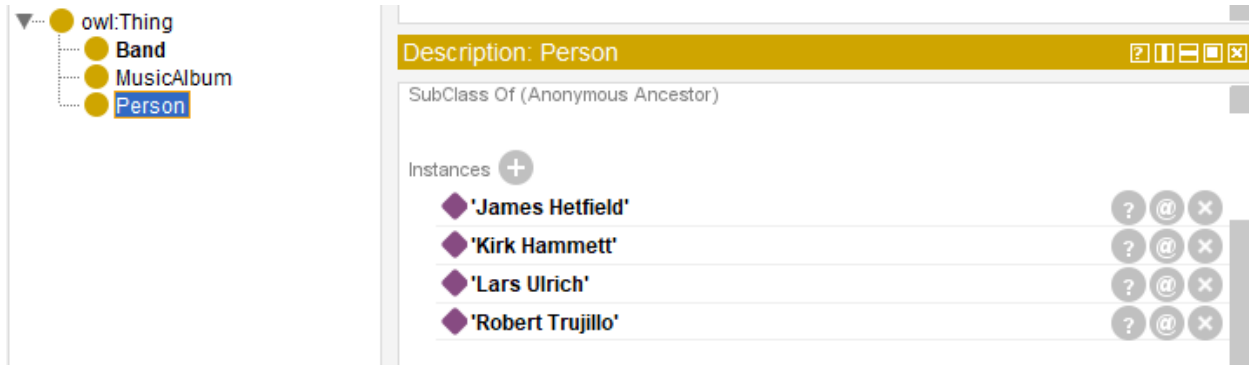 owl:Thing
Band
MusicAlbum
Person
Description: Person
SubClass Of (Anonymous Ancestor)
Instances
'James Hetfield'
'Kirk Hammett'
'Lars Ulrich'
'Robert Trujillo'